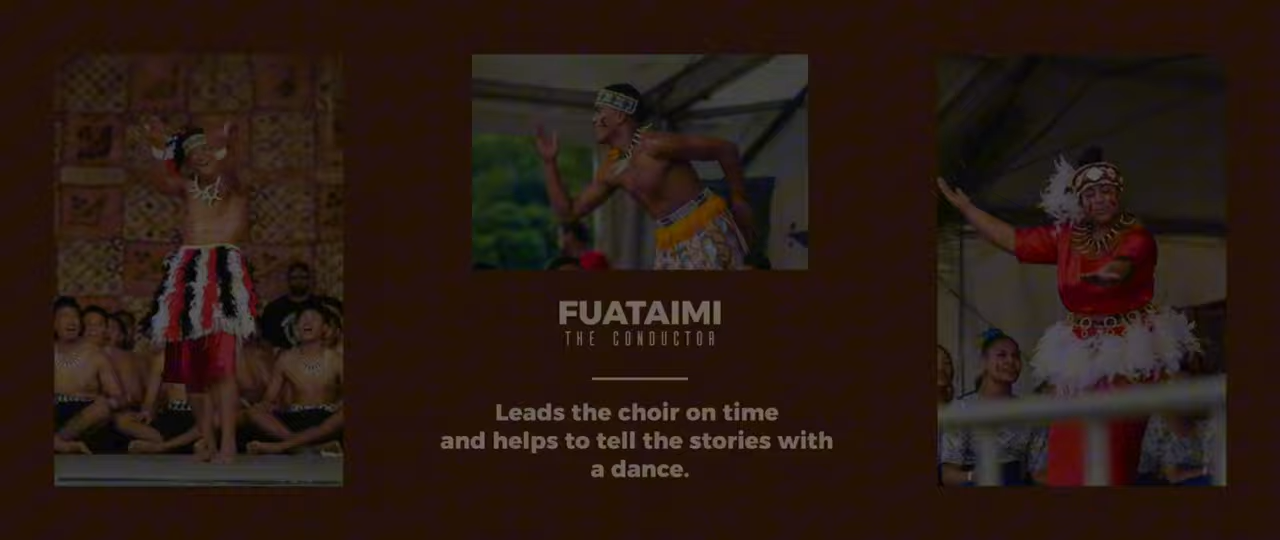 FUATAIMI
THE CONDUCTOR
Leads the choir on time
and helps to tell the stories with
a dance.